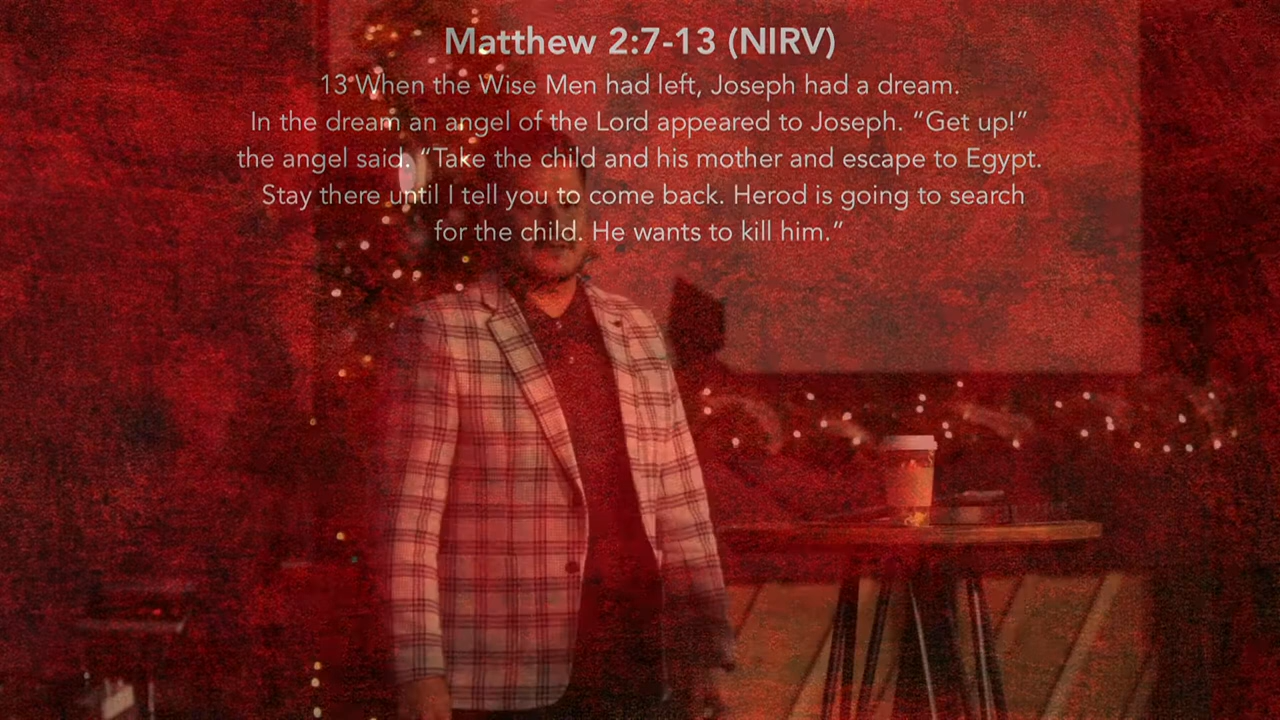 Matthew 2:7-13 (NIRV)
13 When the Wise Men had left, Joseph had a dream.
In the dream an angel of the Lord appeared to Joseph. “Get up!”
the angel said. “Take the child and his mother and escape to Egypt.
Stay there until I tell you to come back. Herod is going to search
for the child. He wants to kill him.”